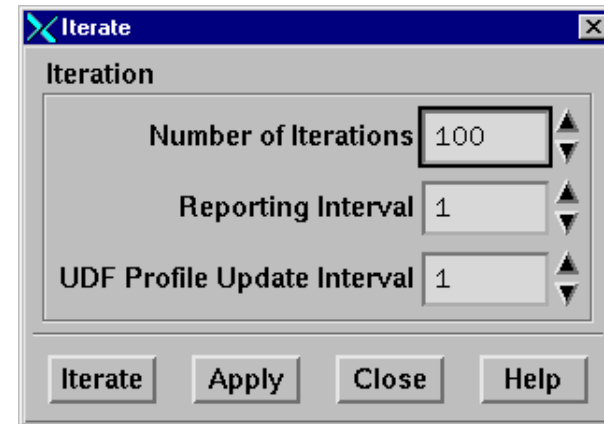 Iterate
Iteration
Number of Iterations 100
Reporting Interval 1
UDF Profile Update Interval 1
Iterate Apply Close Help